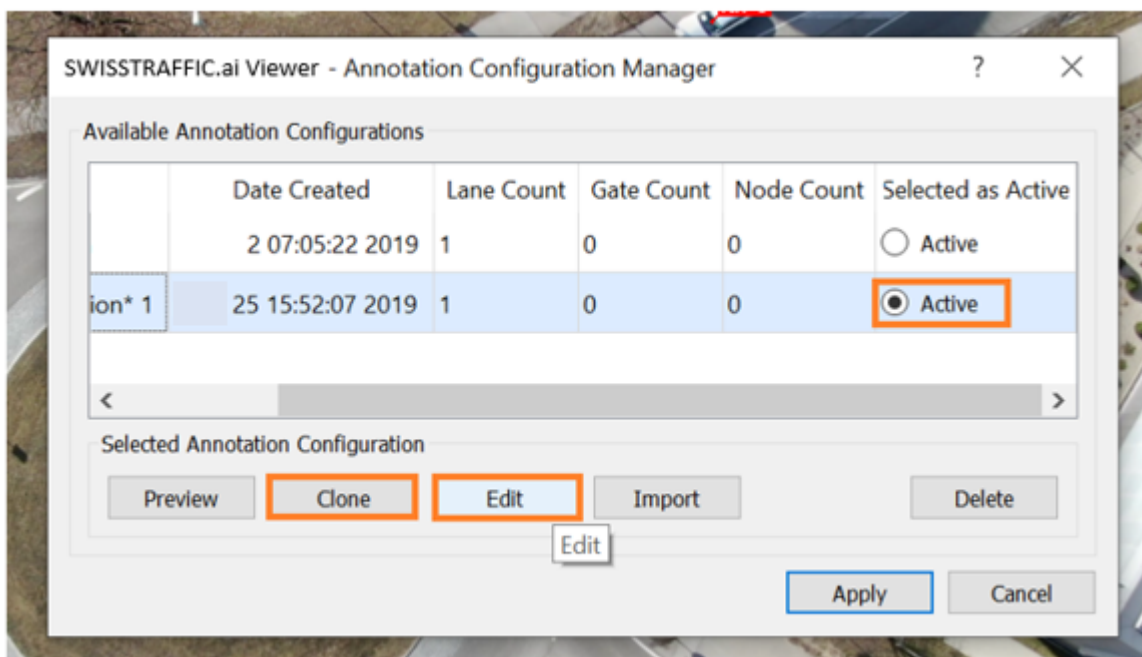 SWISSTRAFFIC.ai Viewer - Annotation Configuration Manager ?
Available Annotation Configurations
Date Created Lane Count Gate Count Node Count Selected as Active
2 07:05:22 2019 1 0 0 Active
ion* 1 25 15:52:07 2019 1 0 0 Active
Selected Annotation Configuration
Preview Clone Edit Import Delete
Edit
Apply Cancel